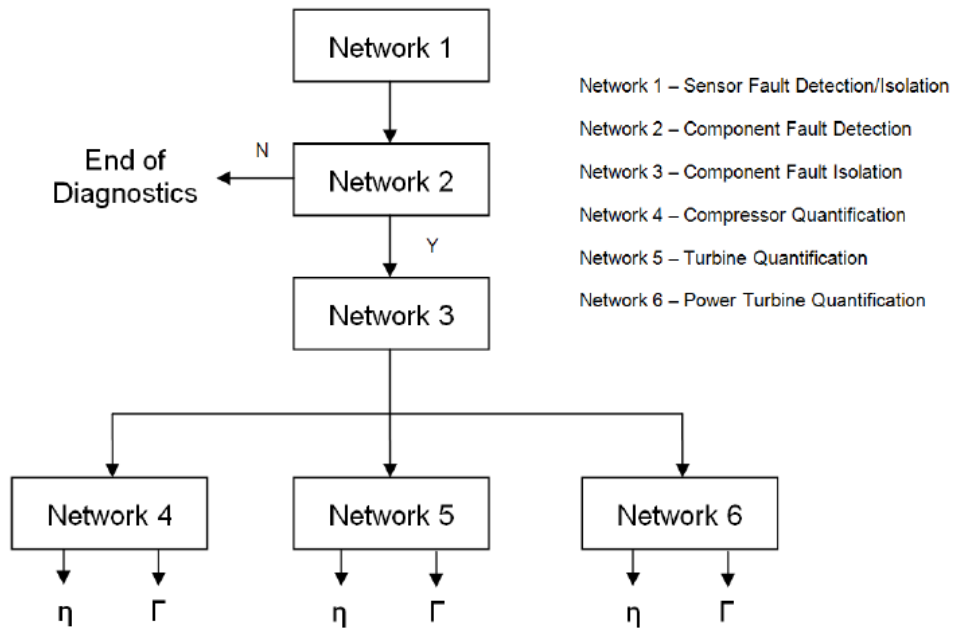 Network 1
Network 1 – Sensor Fault Detection/Isolation
Network 2 – Component Fault Detection
Network 3 – Component Fault Isolation
Network 4 – Compressor Quantification
Network 5 – Turbine Quantification
Network 6 – Power Turbine Quantification
N
End of
Diagnostics
Network 2
Y
Network 3
Network 4
Network 5
Network 6
η
Γ
η
Γ
η
Γ